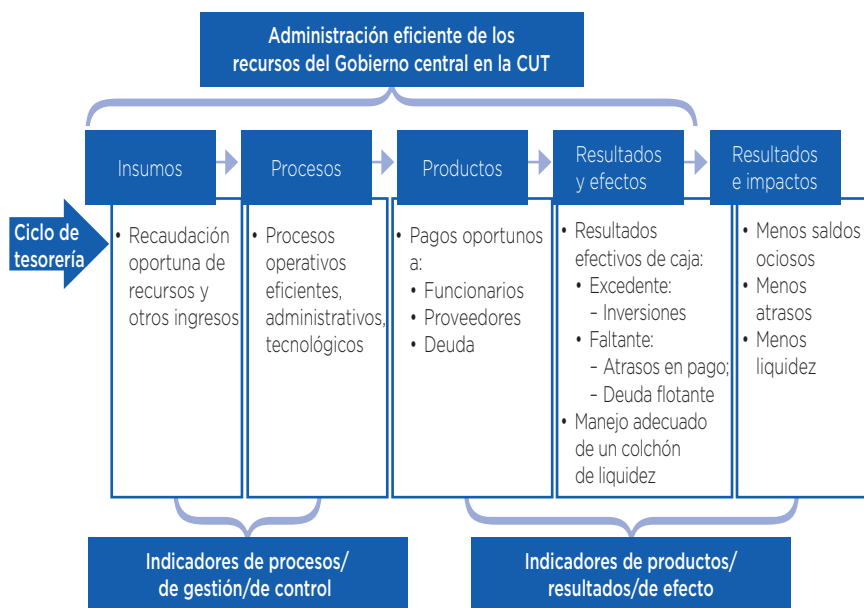 Administración eficiente de los
recursos del Gobierno central en la CUT
Ciclo de
tesorería
Insumos
• Recaudación
oportuna de
recursos y
otros ingresos
Procesos
• Procesos
operativos
eficientes,
administrativos,
tecnológicos
Productos
• Pagos oportunos
a:
• Funcionarios
• Proveedores
• Deuda
Resultados
y efectos
• Resultados
efectivos de caja:
• Excedente:
- Inversiones
• Faltante:
- Atrasos en pago;
- Deuda flotante
• Manejo adecuado
de un colchón
de liquidez
Resultados
e impactos
• Menos saldos
ociosos
• Menos
atrasos
• Menos
liquidez
Indicadores de procesos/
de gestión/de control
Indicadores de productos/
resultados/de efecto